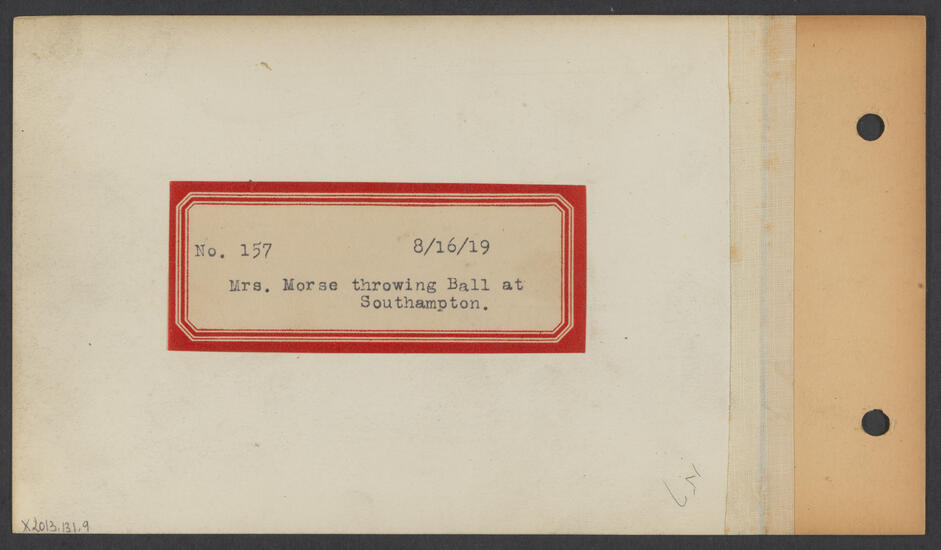 No. 157 8/16/19
Mrs. Morse throwing Ball at
Southampton.
X2013.131.9